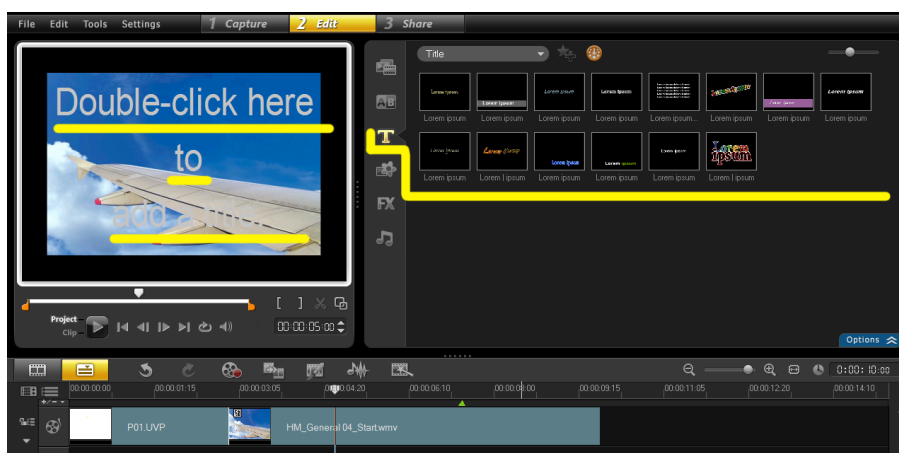 File Edit Tools Settings 1 Capture 2 Edit 3 Share
Title
Double-click here
to
add a title
Lorem ipsum Lorem ipsum Lorem ipsum Lorem ipsum Lorem ipsum... Lorem ipsum Lorem ipsum Lorem ipsum
Lorem ipsum Lorem | ipsum Lorem ipsum Lorem ipsum Lorem ipsum Lorem | ipsum
AB
T
FX
[ ]
Project
Clip
00:00:05:00
Options
0:00:10:00
00:00:00:00 00:00:01:15 00:00:03:05 00:00:04:20 00:00:06:10 00:00:08:00 00:00:09:15 00:00:11:05 00:00:12:20 00:00:14:10
P01.UVP HM_General 04_Start.wmv